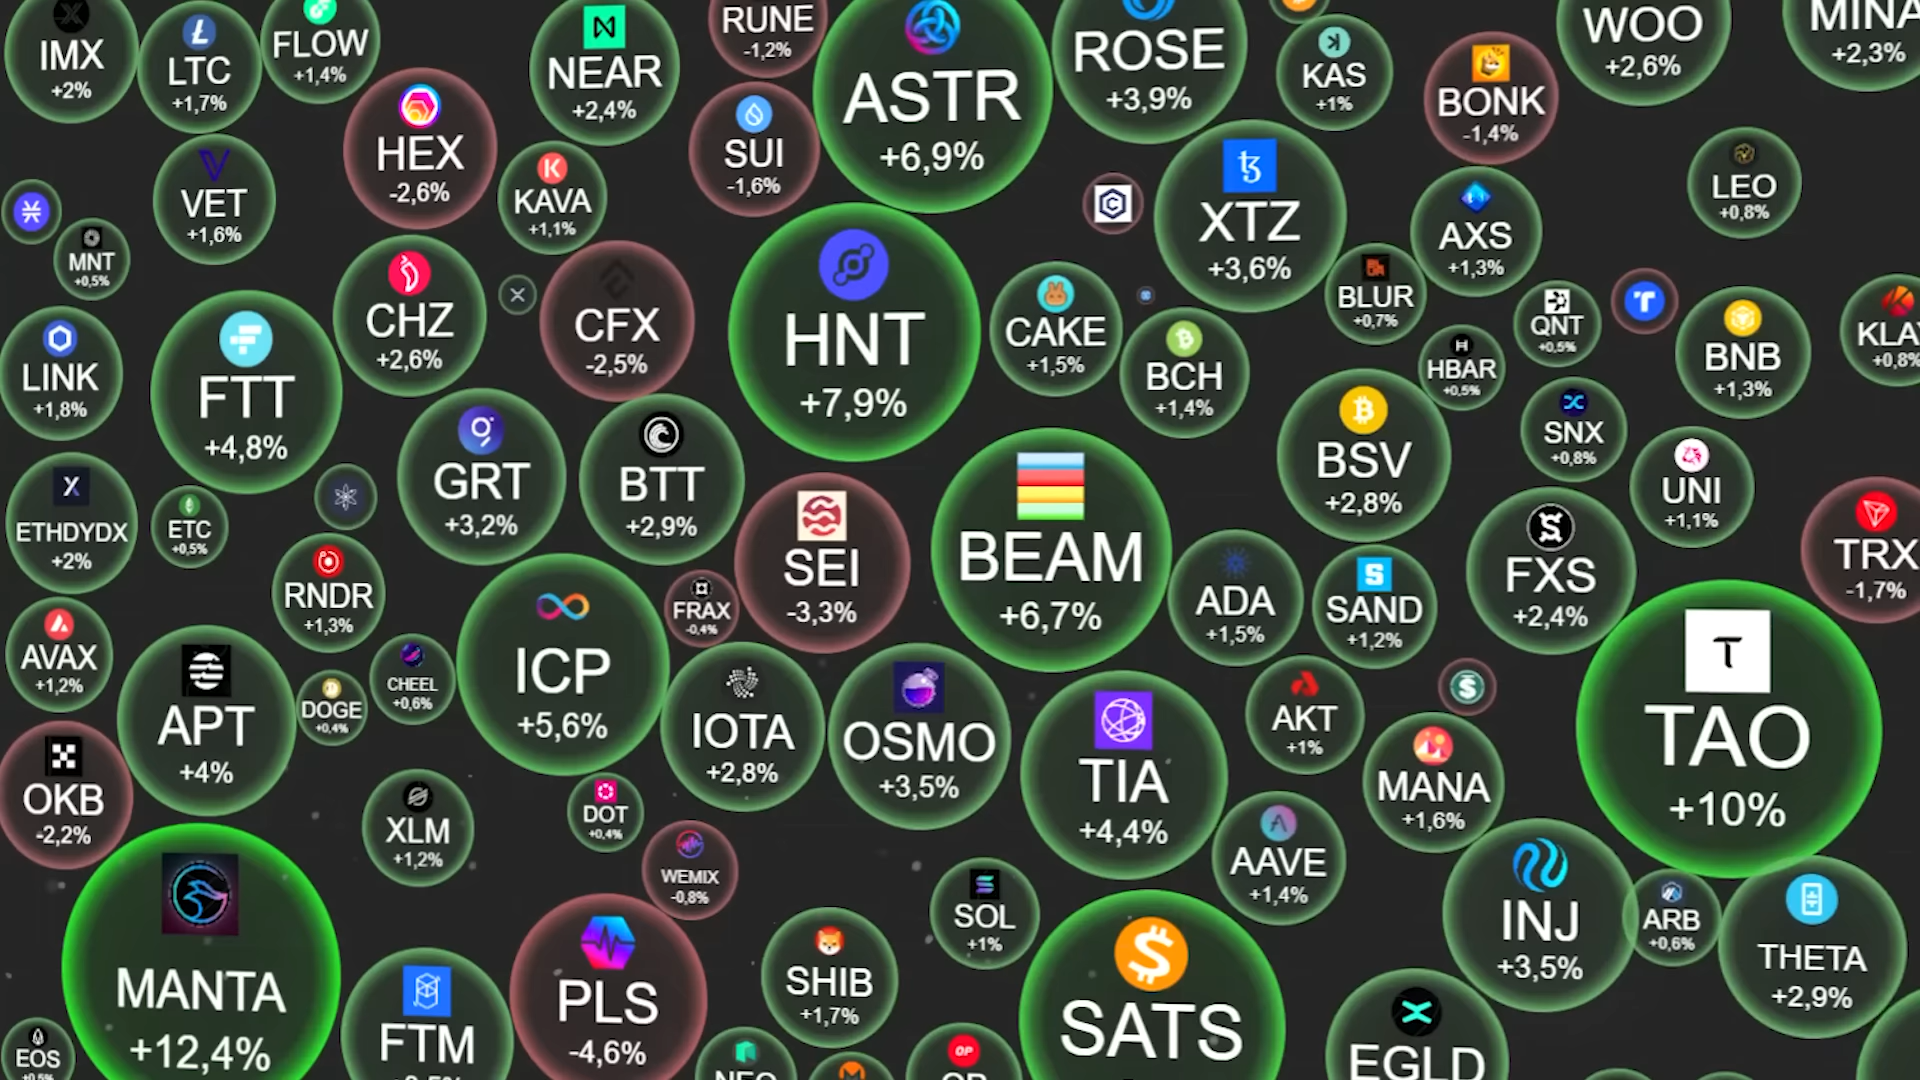 IMX
+2%
LTC
+1,7%
FLOW
+1,4%
NEAR
+2,4%
RUNE
-1,2%
ASTR
+6,9%
ROSE
+3,9%
KAS
+1%
BONK
-1,4%
WOO
+2,6%
MINA
+2,3%
HEX
-2,6%
VET
+1,6%
KAVA
+1,1%
SUI
-1,6%
XTZ
+3,6%
AXS
+1,3%
LEO
+0,8%
MNT
+0,5%
CHZ
+2,6%
CFX
-2,5%
HNT
+7,9%
CAKE
+1,5%
BCH
+1,4%
BLUR
+0,7%
HBAR
+0,5%
QNT
+0,5%
BNB
+1,3%
+0,8%
LINK
+1,8%
FTT
+4,8%
GRT
+3,2%
BTT
+2,9%
BSV
+2,8%
SNX
+0,8%
UNI
+1,1%
ETHDYDX
+2%
ETC
+0,5%
RNDR
+1,3%
FRAX
-0,4%
SEI
-3,3%
BEAM
+6,7%
ADA
+1,5%
SAND
+1,2%
FXS
+2,4%
TRX
-1,7%
AVAX
+1,2%
APT
+4%
DOGE
+0,4%
CHEEL
+0,6%
ICP
+5,6%
IOTA
+2,8%
OSMO
+3,5%
TIA
+4,4%
AKT
+1%
MANA
+1,6%
TAO
+10%
OKB
-2,2%
XLM
+1,2%
DOT
+0,4%
WEMIX
-0,8%
AAVE
+1,4%
SOL
+1%
INJ
+3,5%
ARB
+0,6%
THETA
+2,9%
MANTA
+12,4%
EOS
+0,5%
FTM
PLS
-4,6%
SHIB
+1,7%
SATS
EGLD
NEO
OP